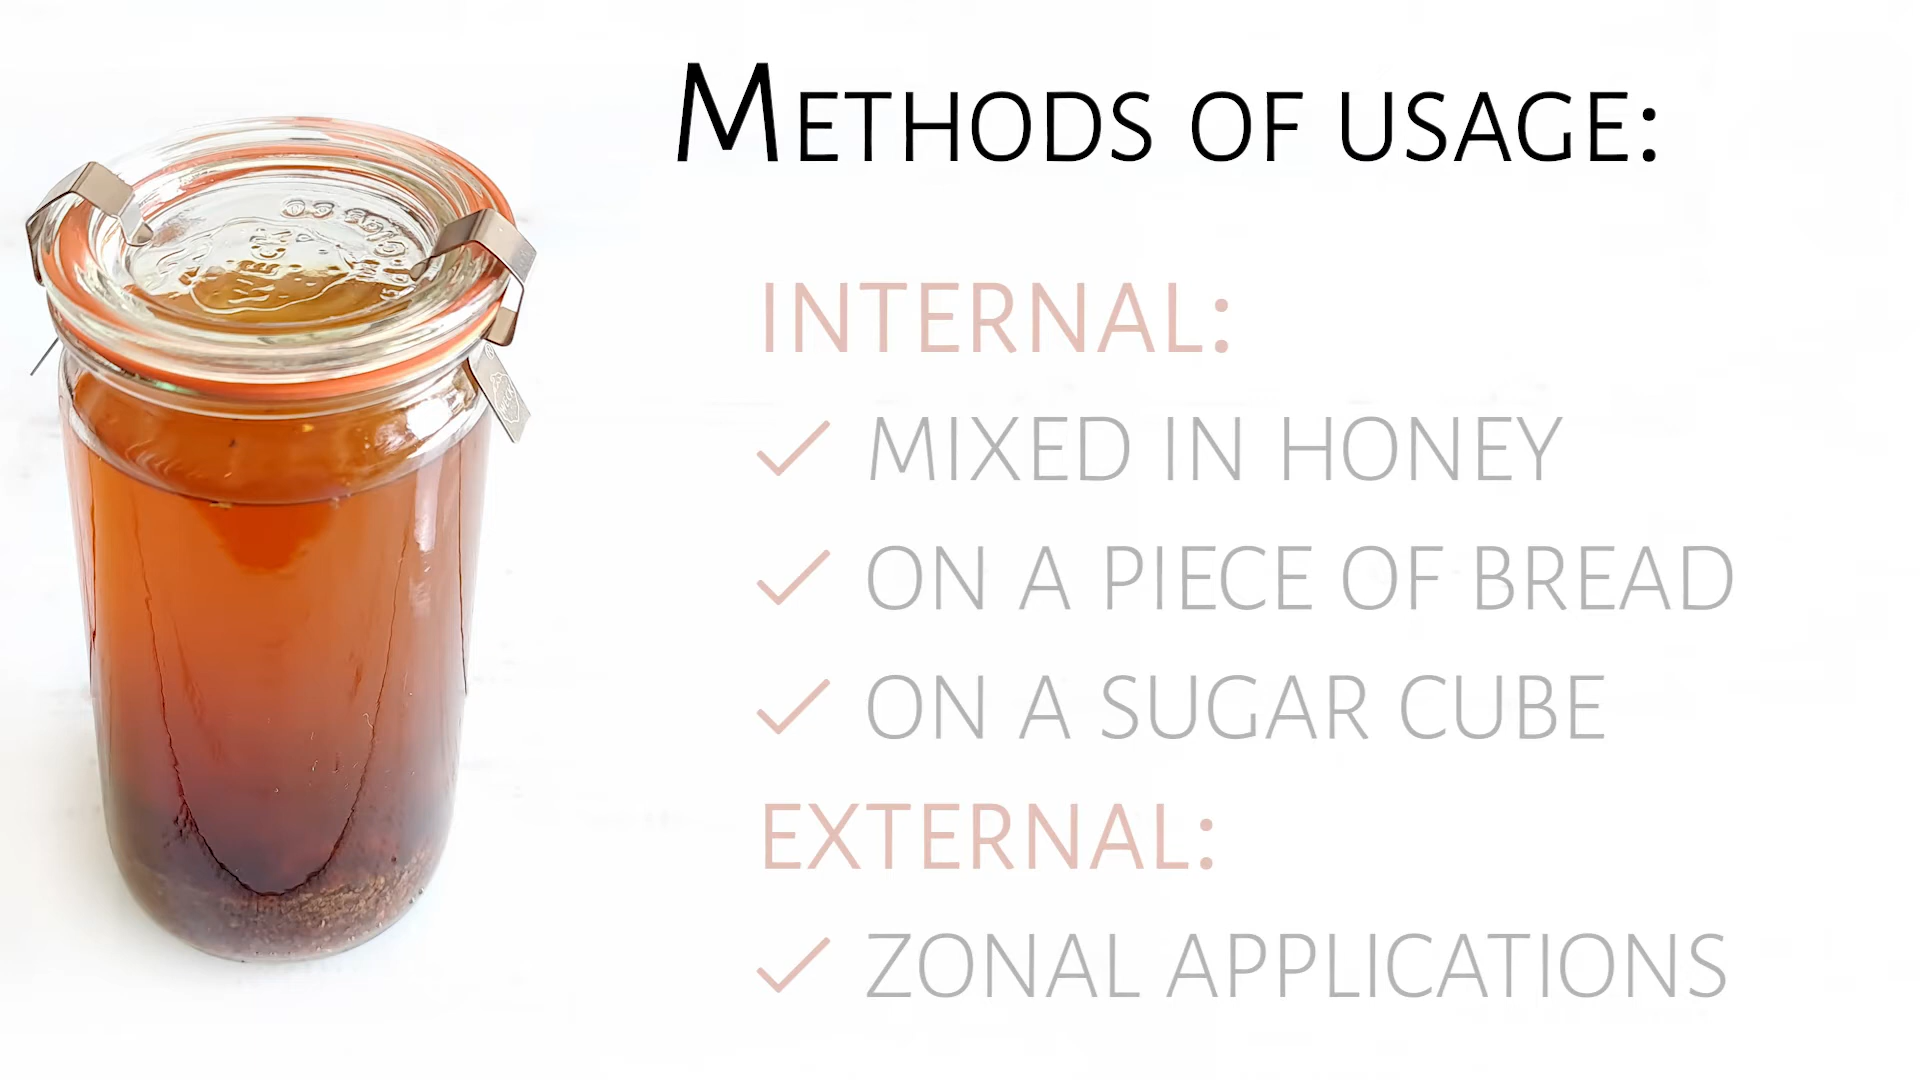 METHODS OF USAGE:
INTERNAL:
MIXED IN HONEY
ON A PIECE OF BREAD
ON A SUGAR CUBE
EXTERNAL:
ZONAL APPLICATIONS